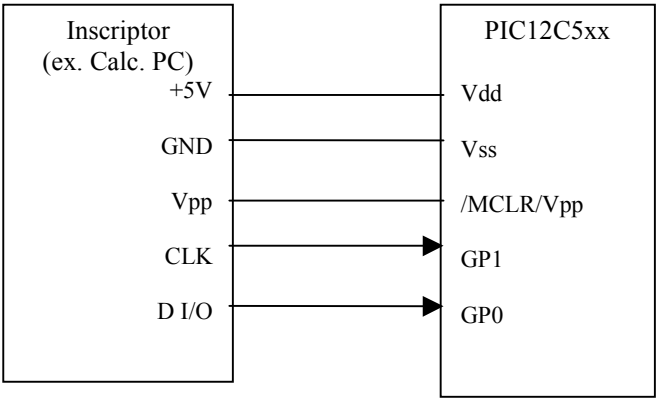 Inscriptor
(ex. Calc. PC)
+5V
GND
Vpp
CLK
D I/O
PIC12C5xx
Vdd
Vss
/MCLR/Vpp
GP1
GP0